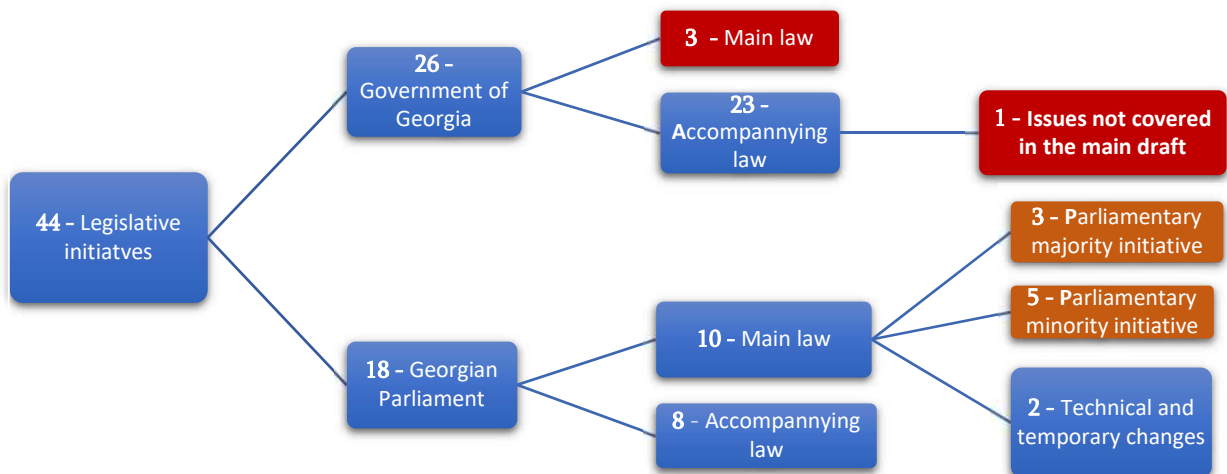 3 - Main law
26 -
Government of
Georgia
23 -
Accompannying
law
1 - Issues not covered
in the main draft
44 - Legislative
initiatves
3 - Parliamentary
majority initiative
5 - Parliamentary
minority initiative
10 - Main law
18 - Georgian
Parliament
8 - Accompannying
law
2 - Technical and
temporary changes